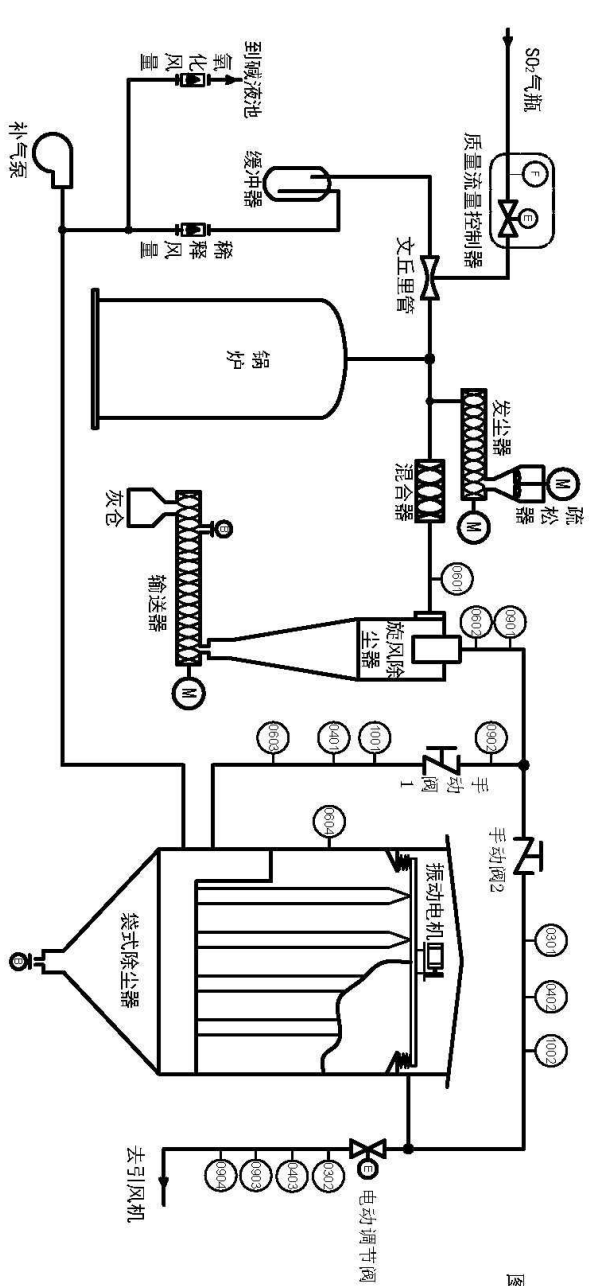 SO₂气瓶
质量流量控制器
F
E
到碱液池
氧化风量
补气泵
缓冲器
稀释风量
文丘里管
锅炉
发尘器
疏松器
M
M
混合器
0601
灰仓
B
输送器
M
旋风除尘器
0602
0901
0902
手动阀1
1001
0401
0603
手动阀2
0604
振动电机
袋式除尘器
B
0301
0402
1002
E
电动调节阀
0302
0403
0903
0904
去引风机
图